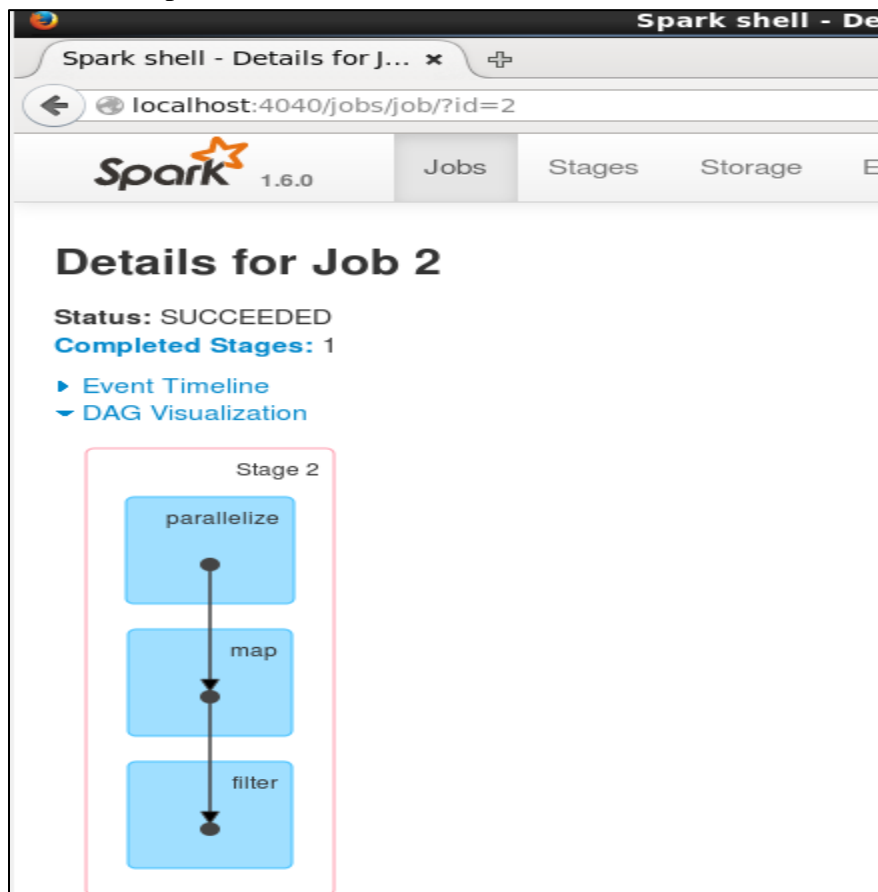 Spark shell - De
Spark shell - Details for J...
localhost:4040/jobs/job/?id=2
Spark 1.6.0 Jobs Stages Storage E
Details for Job 2
Status: SUCCEEDED
Completed Stages: 1
Event Timeline
DAG Visualization
Stage 2
parallelize
map
filter